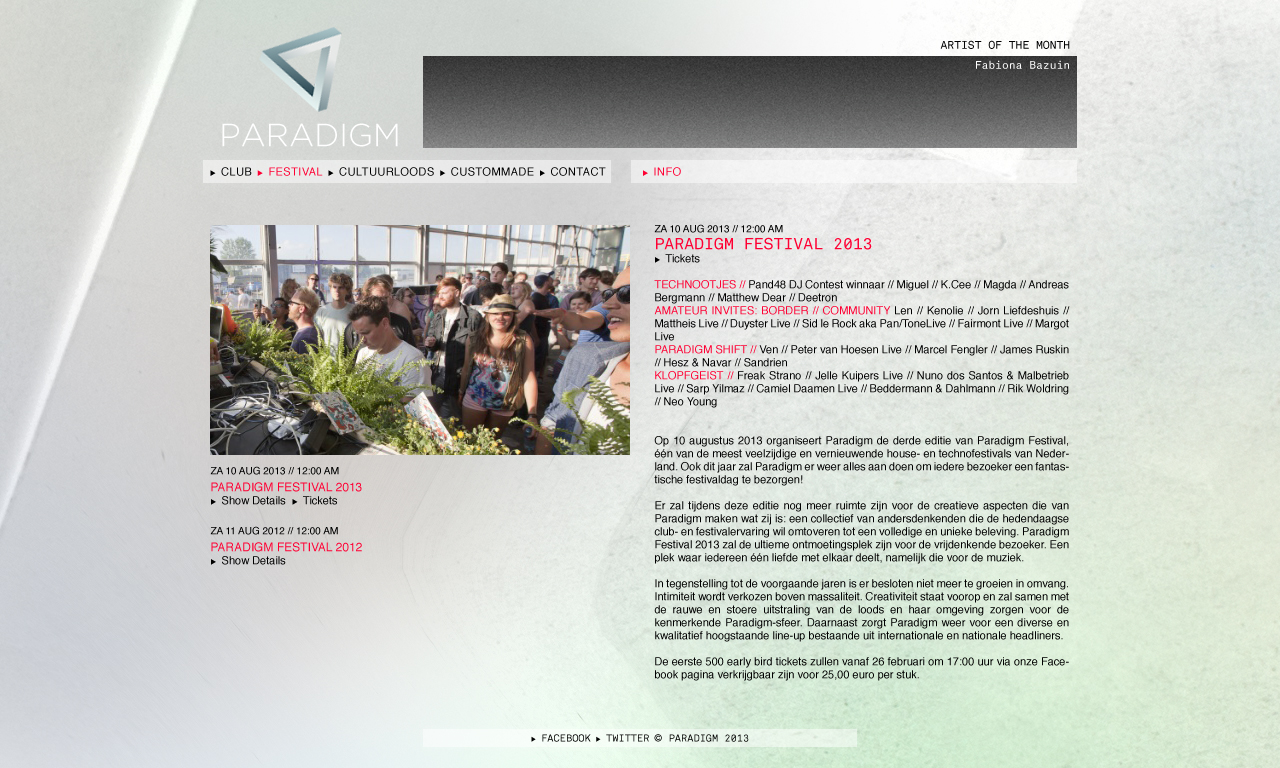 PARADIGM
ARTIST OF THE MONTH
Fabiona Bazuin
CLUB FESTIVAL CULTUURLOODS CUSTOMMADE CONTACT
INFO
ZA 10 AUG 2013 // 12:00 AM
PARADIGM FESTIVAL 2013
Show Details Tickets
ZA 11 AUG 2012 // 12:00 AM
PARADIGM FESTIVAL 2012
Show Details
ZA 10 AUG 2013 // 12:00 AM
PARADIGM FESTIVAL 2013
Tickets
TECHNOOTJES // Pand48 DJ Contest winnaar // Miguel // K.Cee // Magda // Andreas
Bergmann // Matthew Dear // Deetron
AMATEUR INVITES: BORDER // COMMUNITY Len // Kenolie // Jorn Liefdeshuis //
Mattheis Live // Duyster Live // Sid le Rock aka Pan/ToneLive // Fairmont Live // Margot
Live
PARADIGM SHIFT // Ven // Peter van Hoesen Live // Marcel Fengler // James Ruskin
// Hesz & Navar // Sandrien
KLOPFGEIST // Freak Strano // Jelle Kuipers Live // Nuno dos Santos & Malbetrieb
Live // Sarp Yilmaz // Camiel Daamen Live // Beddermann & Dahlmann // Rik Woldring
// Neo Young
Op 10 augustus 2013 organiseert Paradigm de derde editie van Paradigm Festival,
één van de meest veelzijdige en vernieuwende house- en technofestivals van Neder-
land. Ook dit jaar zal Paradigm er weer alles aan doen om iedere bezoeker een fantas-
tische festivaldag te bezorgen!
Er zal tijdens deze editie nog meer ruimte zijn voor de creatieve aspecten die van
Paradigm maken wat zij is: een collectief van andersdenkenden die de hedendaagse
club- en festivalervaring wil omtoveren tot een volledige en unieke beleving. Paradigm
Festival 2013 zal de ultieme ontmoetingsplek zijn voor de vrijdenkende bezoeker. Een
plek waar iedereen één liefde met elkaar deelt, namelijk die voor de muziek.
In tegenstelling tot de voorgaande jaren is er besloten niet meer te groeien in omvang.
Intimiteit wordt verkozen boven massaliteit. Creativiteit staat voorop en zal samen met
de rauwe en stoere uitstraling van de loods en haar omgeving zorgen voor de
kenmerkende Paradigm-sfeer. Daarnaast zorgt Paradigm weer voor een diverse en
kwalitatief hoogstaande line-up bestaande uit internationale en nationale headliners.
De eerste 500 early bird tickets zullen vanaf 26 februari om 17:00 uur via onze Face-
book pagina verkrijgbaar zijn voor 25,00 euro per stuk.
FACEBOOK TWITTER © PARADIGM 2013